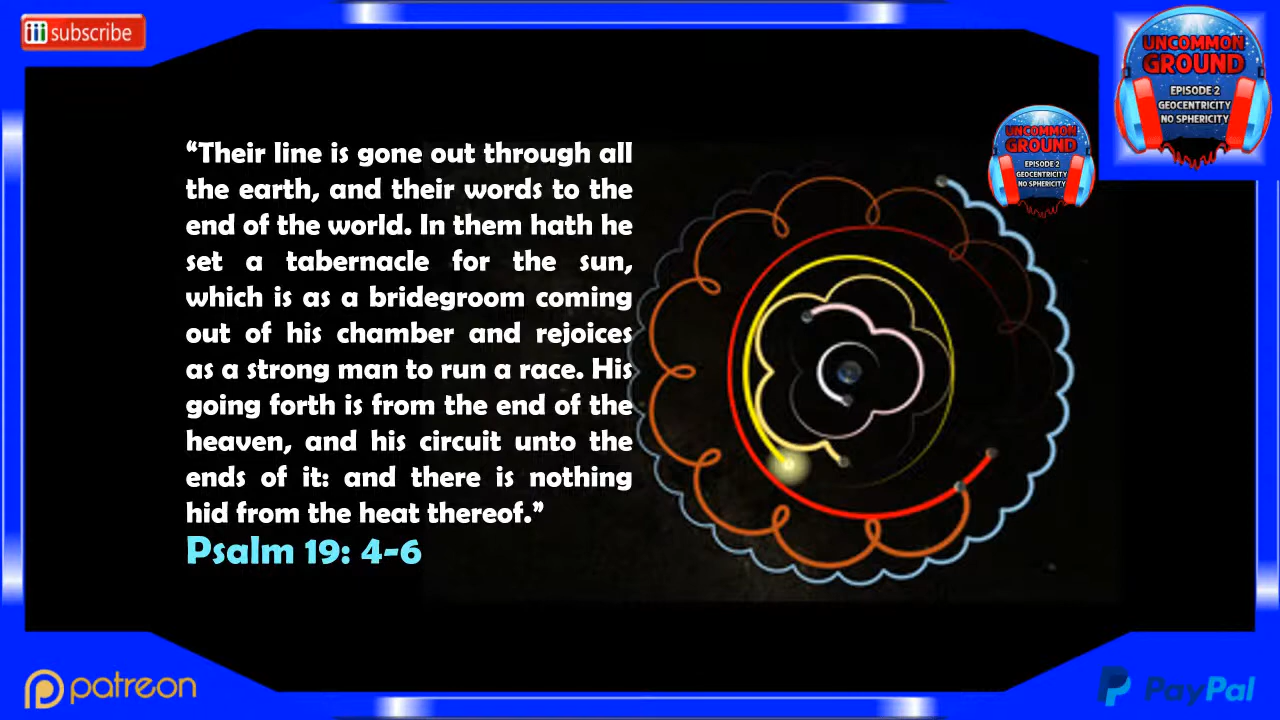 subscribe
UNCOMMON
GROUND
EPISODE 2
GEOCENTRICITY
NO SPHERICITY
UNCOMMON
GROUND
EPISODE 2
GEOCENTRICITY
NO SPHERICITY
“Their line is gone out through all
the earth, and their words to the
end of the world. In them hath he
set a tabernacle for the sun,
which is as a bridegroom coming
out of his chamber and rejoices
as a strong man to run a race. His
going forth is from the end of the
heaven, and his circuit unto the
ends of it: and there is nothing
hid from the heat thereof.”
Psalm 19: 4-6
patreon
PayPal